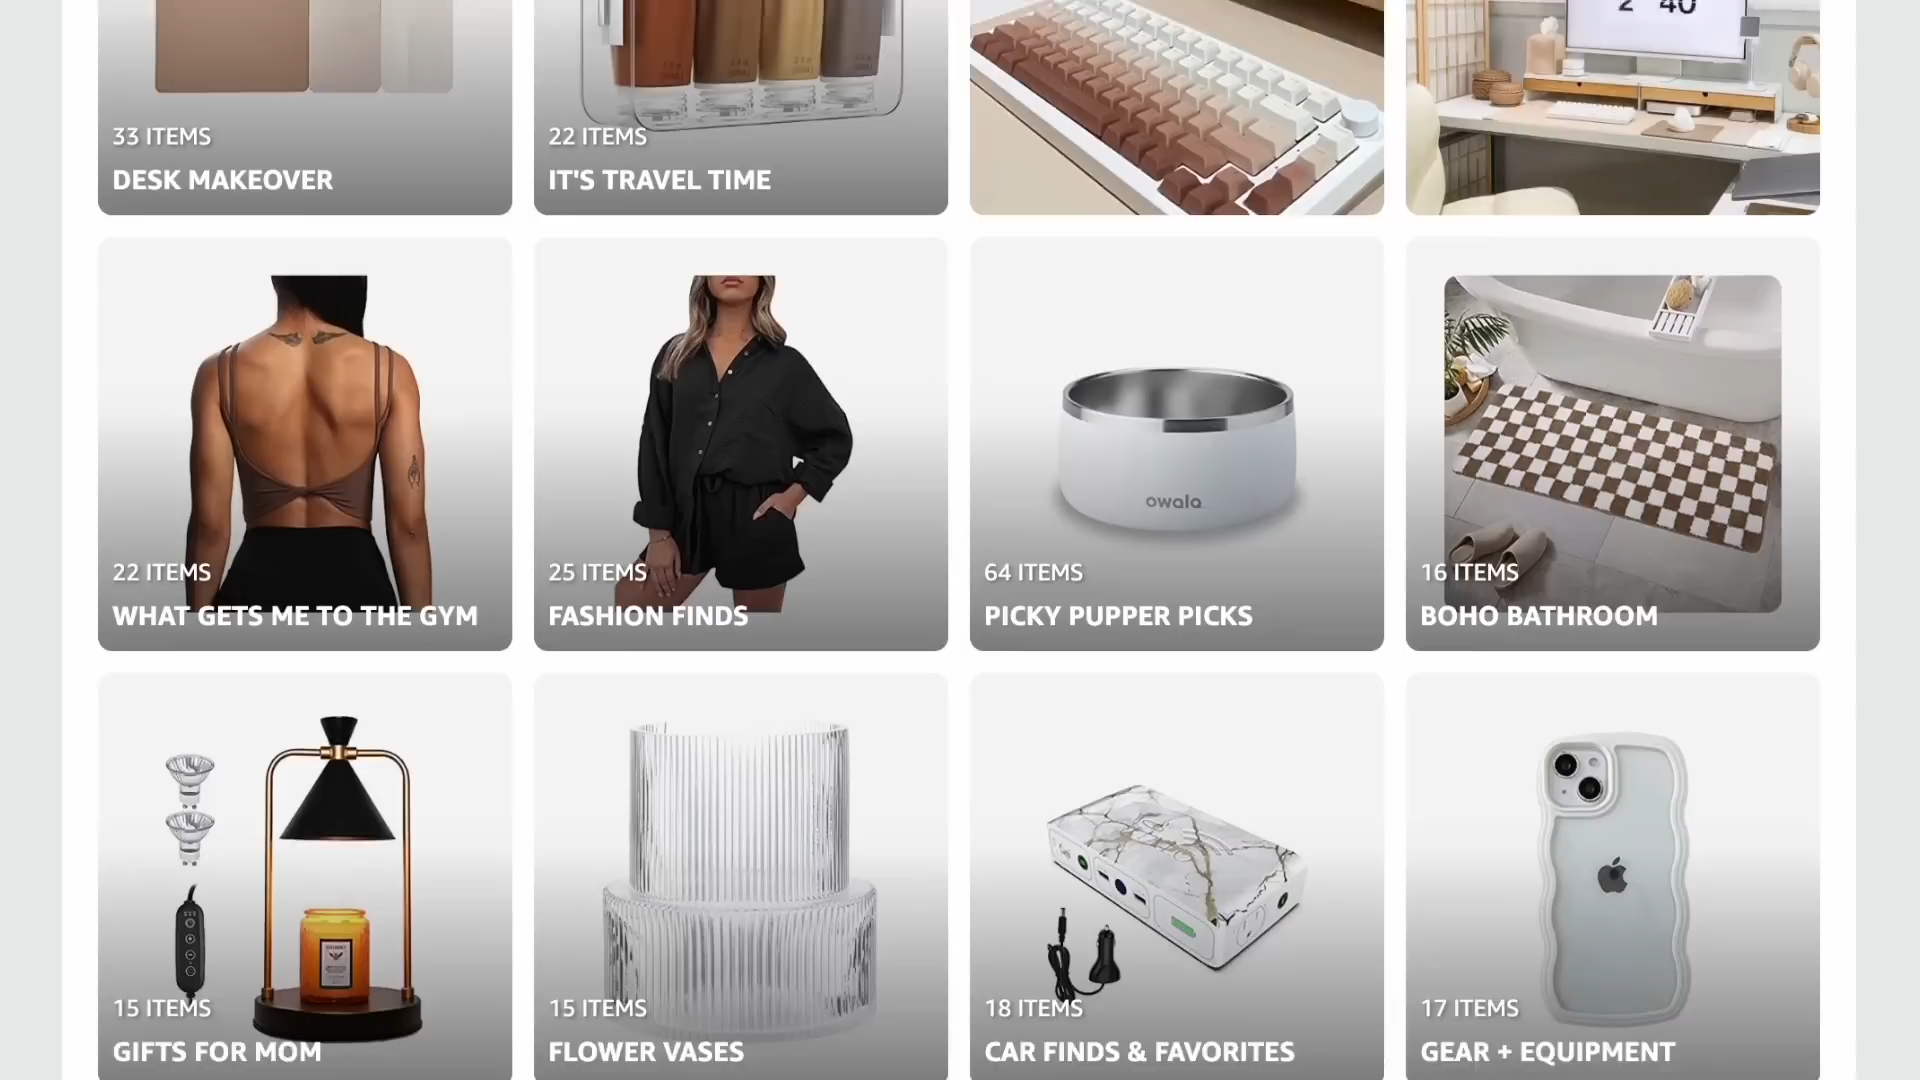 2 40
33 ITEMS
DESK MAKEOVER
22 ITEMS
IT'S TRAVEL TIME
22 ITEMS
WHAT GETS ME TO THE GYM
25 ITEMS
FASHION FINDS
owala
64 ITEMS
PICKY PUPPER PICKS
16 ITEMS
BOHO BATHROOM
15 ITEMS
GIFTS FOR MOM
15 ITEMS
FLOWER VASES
18 ITEMS
CAR FINDS & FAVORITES
17 ITEMS
GEAR + EQUIPMENT